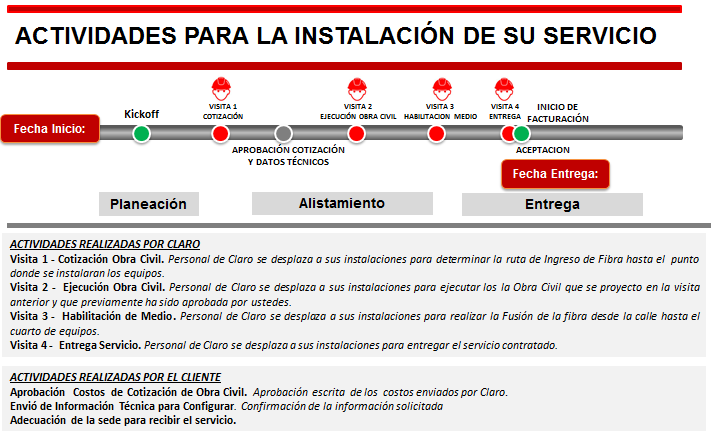 ACTIVIDADES PARA LA INSTALACIÓN DE SU SERVICIO
Fecha Inicio:
Kickoff
VISITA 1
COTIZACIÓN
APROBACIÓN COTIZACIÓN
Y DATOS TÉCNICOS
VISITA 2
EJECUCIÓN OBRA CIVIL
VISITA 3
HABILITACION MEDIO
VISITA 4
ENTREGA
INICIO DE
FACTURACIÓN
ACEPTACION
Fecha Entrega:
Planeación
Alistamiento
Entrega
ACTIVIDADES REALIZADAS POR CLARO
Visita 1 - Cotización Obra Civil. Personal de Claro se desplaza a sus instalaciones para determinar la ruta de Ingreso de Fibra hasta el punto
donde se instalaran los equipos.
Visita 2 - Ejecución Obra Civil. Personal de Claro se desplaza a sus instalaciones para ejecutar los la Obra Civil que se proyecto en la visita
anterior y que previamente ha sido aprobada por ustedes.
Visita 3 - Habilitación de Medio. Personal de Claro se desplaza a sus instalaciones para realizar la Fusión de la fibra desde la calle hasta el
cuarto de equipos.
Visita 4 - Entrega Servicio. Personal de Claro se desplaza a sus instalaciones para entregar el servicio contratado.
ACTIVIDADES REALIZADAS POR EL CLIENTE
Aprobación Costos de Cotización de Obra Civil. Aprobación escrita de los costos enviados por Claro.
Envió de Información Técnica para Configurar. Confirmación de la información solicitada
Adecuación de la sede para recibir el servicio.